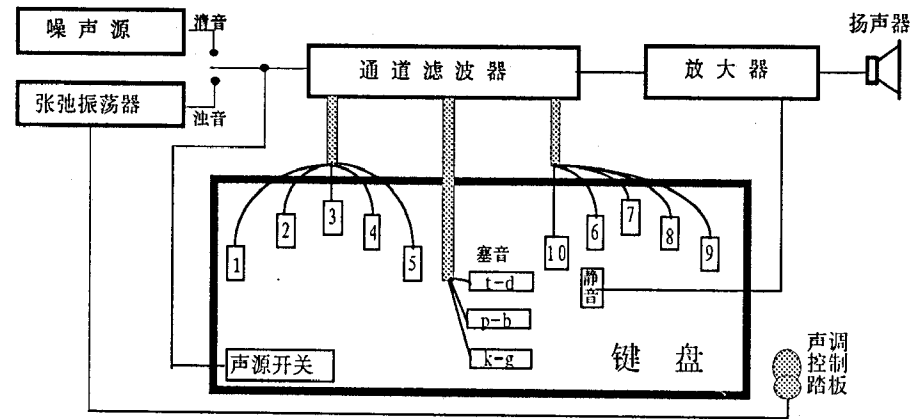 噪声源
清音
扬声器
通道滤波器
放大器
张弛振荡器
浊音
1
2
3
4
5
10
6
7
8
9
塞音
t-d
p-b
k-g
静音
声源开关
键盘
声调
控制
踏板